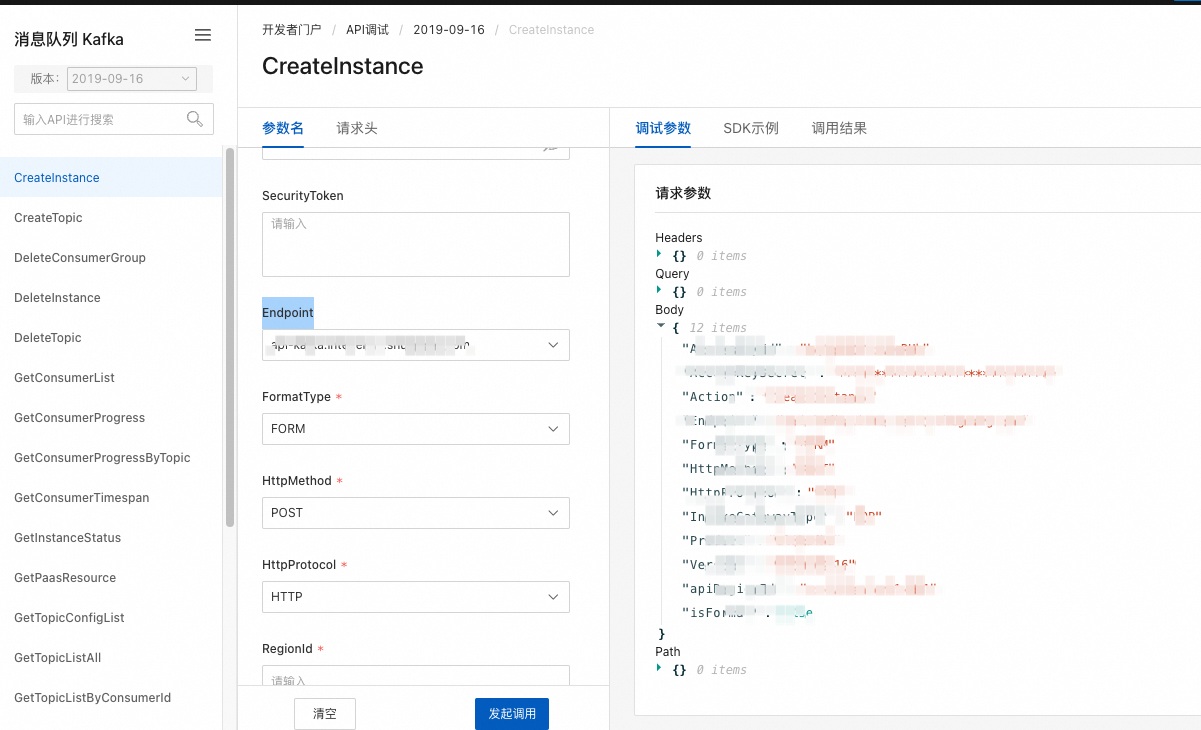 消息队列 Kafka
版本: 2019-09-16
输入API进行搜索
CreateInstance
CreateTopic
DeleteConsumerGroup
DeleteInstance
DeleteTopic
GetConsumerList
GetConsumerProgress
GetConsumerProgressByTopic
GetConsumerTimespan
GetInstanceStatus
GetPaasResource
GetTopicConfigList
GetTopicListAll
GetTopicListByConsumerId
开发者门户 / API调试 / 2019-09-16 / CreateInstance
CreateInstance
参数名 请求头
SecurityToken
请输入
Endpoint
FormatType *
FORM
HttpMethod *
POST
HttpProtocol *
HTTP
RegionId *
请输入
清空 发起调用
调试参数 SDK示例 调用结果
请求参数
Headers
{} 0 items
Query
{} 0 items
Body
{ 12 items
"Action" :
}
Path
{} 0 items